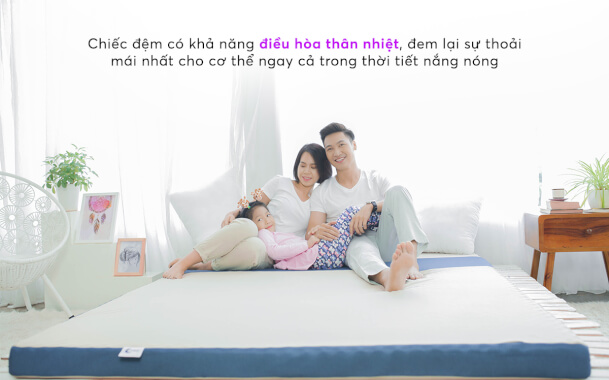 Chiếc đệm có khả năng điều hòa thân nhiệt, đem lại sự thoải
mái nhất cho cơ thể ngay cả trong thời tiết nắng nóng